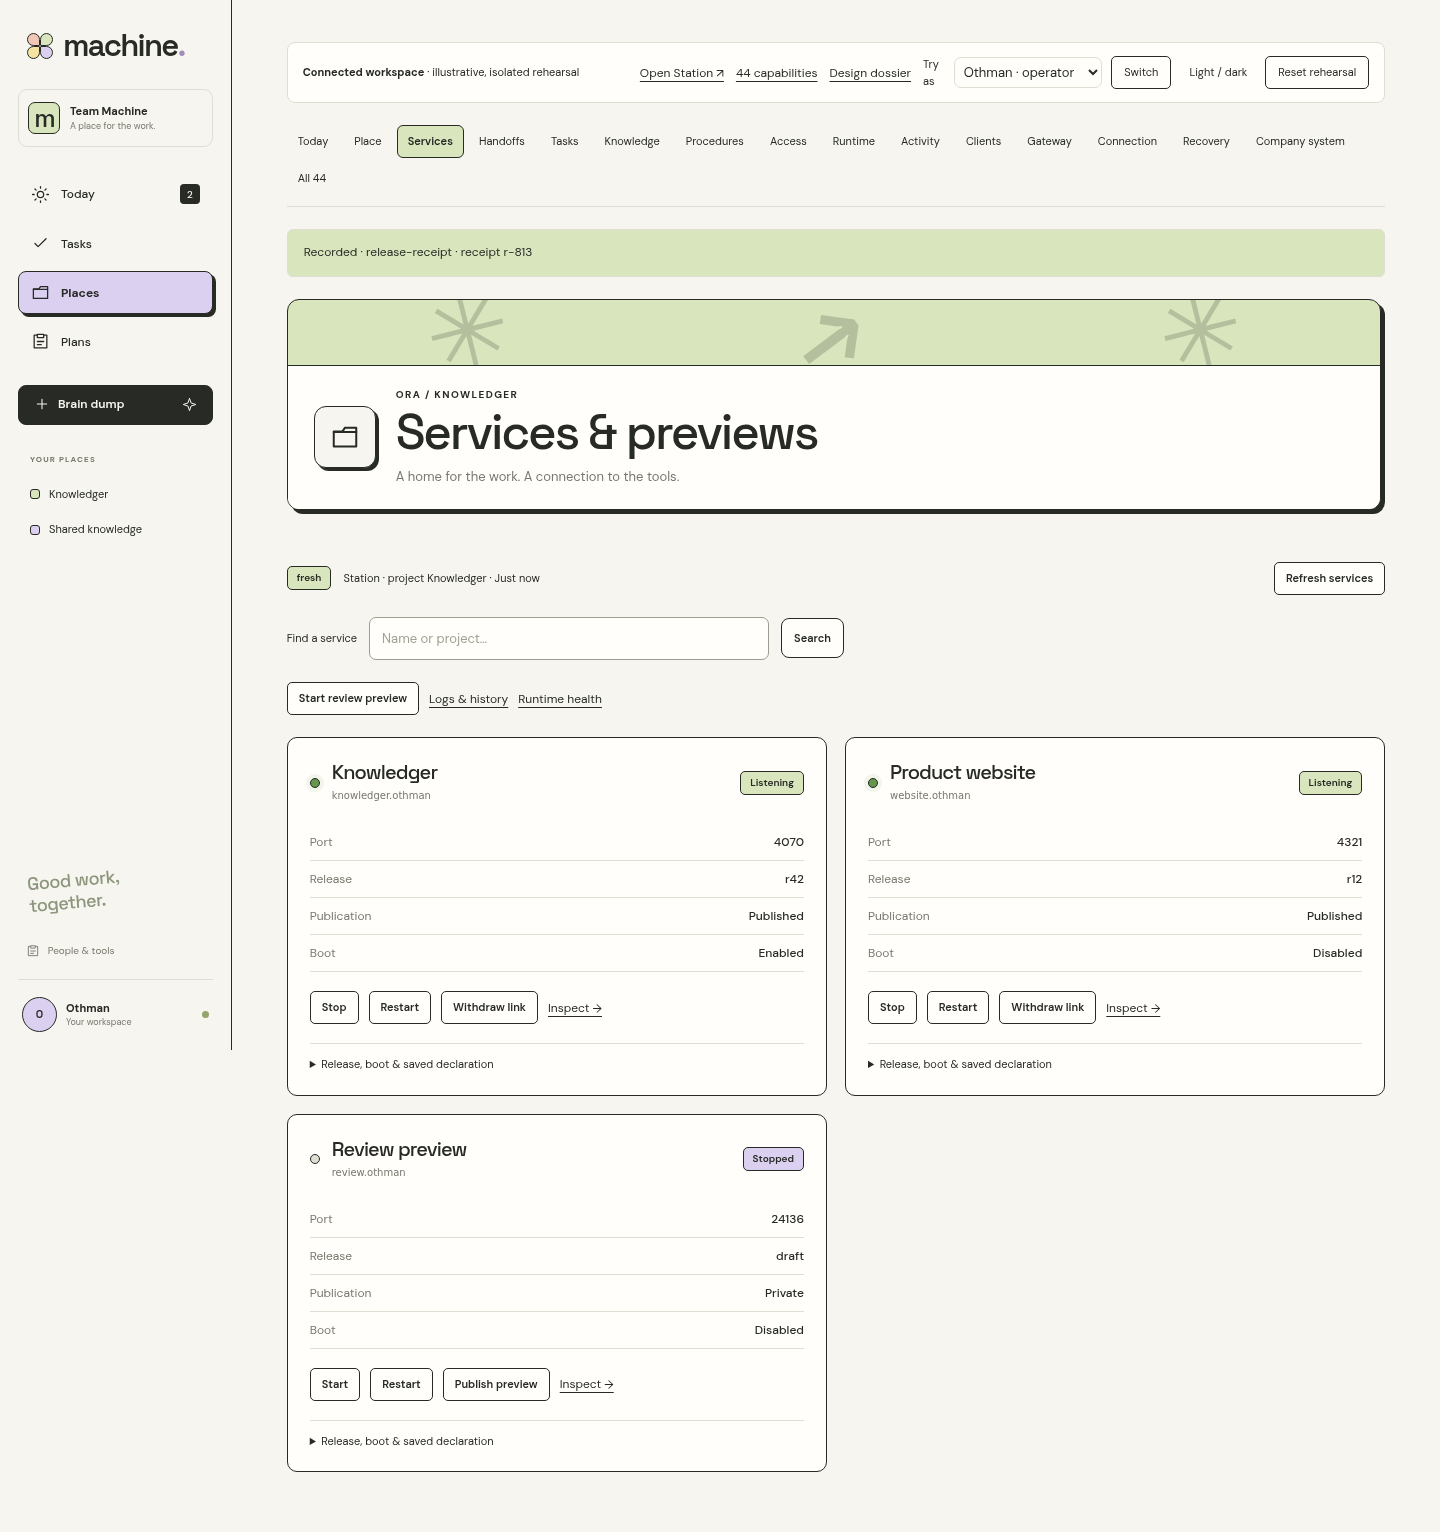 machine.
m
Team Machine
A place for the work.
Today
2
Tasks
Places
Plans
Brain dump
YOUR PLACES
Knowledger
Shared knowledge
Good work,
together.
People & tools
O
Othman
Your workspace
Connected workspace · illustrative, isolated rehearsal
Open Station ↗ 44 capabilities Design dossier
Try
as
Othman · operator
Switch
Light / dark
Reset rehearsal
Today Place Services Handoffs Tasks Knowledge Procedures Access Runtime Activity Clients Gateway Connection Recovery Company system
All 44
Recorded · release-receipt · receipt r-813
ORA / KNOWLEDGER
Services & previews
A home for the work. A connection to the tools.
fresh Station · project Knowledger · Just now
Refresh services
Find a service
Name or project…
Search
Start review preview Logs & history Runtime health
Knowledger
knowledger.othman
Listening
Port 4070
Release r42
Publication Published
Boot Enabled
Stop Restart Withdraw link Inspect →
Release, boot & saved declaration
Product website
website.othman
Listening
Port 4321
Release r12
Publication Published
Boot Disabled
Stop Restart Withdraw link Inspect →
Release, boot & saved declaration
Review preview
review.othman
Stopped
Port 24136
Release draft
Publication Private
Boot Disabled
Start Restart Publish preview Inspect →
Release, boot & saved declaration